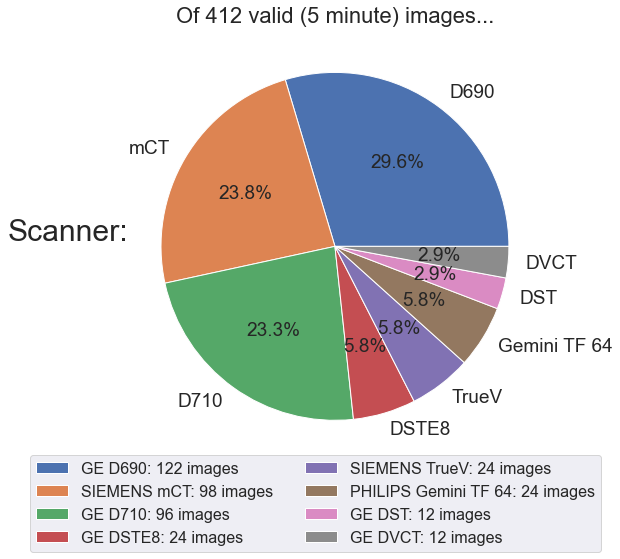 Of 412 valid (5 minute) images...
D690
mCT
29.6%
23.8%
Scanner:
2.9%
DVCT
2.9%
DST
5.8%
23.3%
5.8%
5.8%
Gemini TF 64
D710
TrueV
DSTE8
GE D690: 122 images
SIEMENS mCT: 98 images
GE D710: 96 images
GE DSTE8: 24 images
SIEMENS TrueV: 24 images
PHILIPS Gemini TF 64: 24 images
GE DST: 12 images
GE DVCT: 12 images